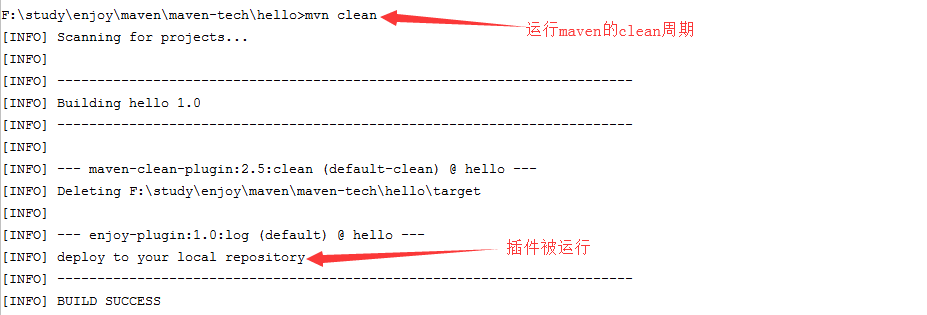 F:\study\enjoy\maven\maven-tech\hello>mvn clean
运行maven的clean周期
[INFO] Scanning for projects...
[INFO]
[INFO] ------------------------------------------------------------------------
[INFO] Building hello 1.0
[INFO] ------------------------------------------------------------------------
[INFO]
[INFO] --- maven-clean-plugin:2.5:clean (default-clean) @ hello ---
[INFO] Deleting F:\study\enjoy\maven\maven-tech\hello\target
[INFO]
[INFO] --- enjoy-plugin:1.0:log (default) @ hello ---
插件被运行
[INFO] deploy to your local repository
[INFO] ------------------------------------------------------------------------
[INFO] BUILD SUCCESS